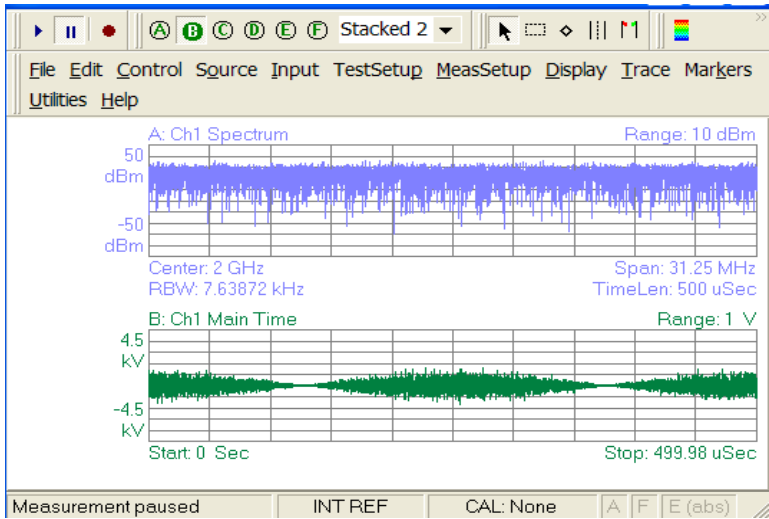 A B C D E F Stacked 2
File Edit Control Source Input TestSetup MeasSetup Display Trace Markers
Utilities Help
A: Ch1 Spectrum Range: 10 dBm
50
dBm
-50
dBm
Center: 2 GHz Span: 31.25 MHz
RBW: 7.63872 kHz TimeLen: 500 uSec
B: Ch1 Main Time Range: 1 V
4.5
kV
-4.5
kV
Start: 0 Sec Stop: 499.98 uSec
Measurement paused INT REF CAL: None A F E (abs)